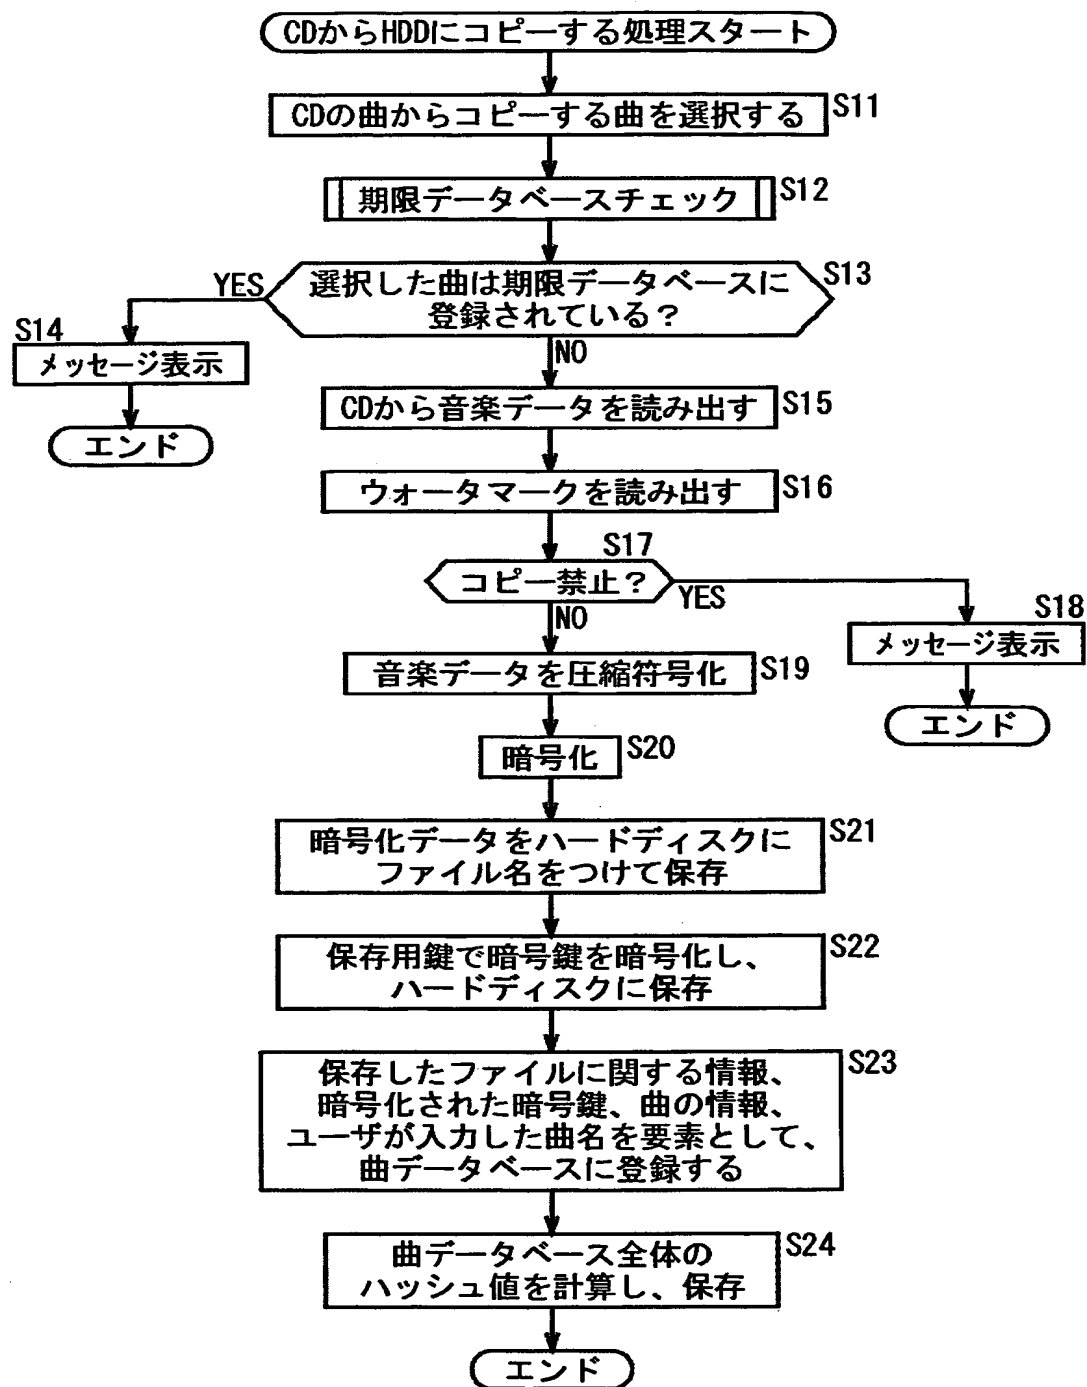 CDからHDDにコピーする処理スタート
CDの曲からコピーする曲を選択する
S11
期限データベースチェック
S12
選択した曲は期限データベースに
登録されている？
S13
YES
NO
S14
メッセージ表示
エンド
CDから音楽データを読み出す
S15
ウォータマークを読み出す
S16
S17
コピー禁止？
YES
NO
S18
メッセージ表示
エンド
音楽データを圧縮符号化
S19
暗号化
S20
暗号化データをハードディスクに
ファイル名をつけて保存
S21
保存用鍵で暗号鍵を暗号化し、
ハードディスクに保存
S22
保存したファイルに関する情報、
暗号化された暗号鍵、曲の情報、
ユーザが入力した曲名を要素として、
曲データベースに登録する
S23
曲データベース全体の
ハッシュ値を計算し、保存
S24
エンド